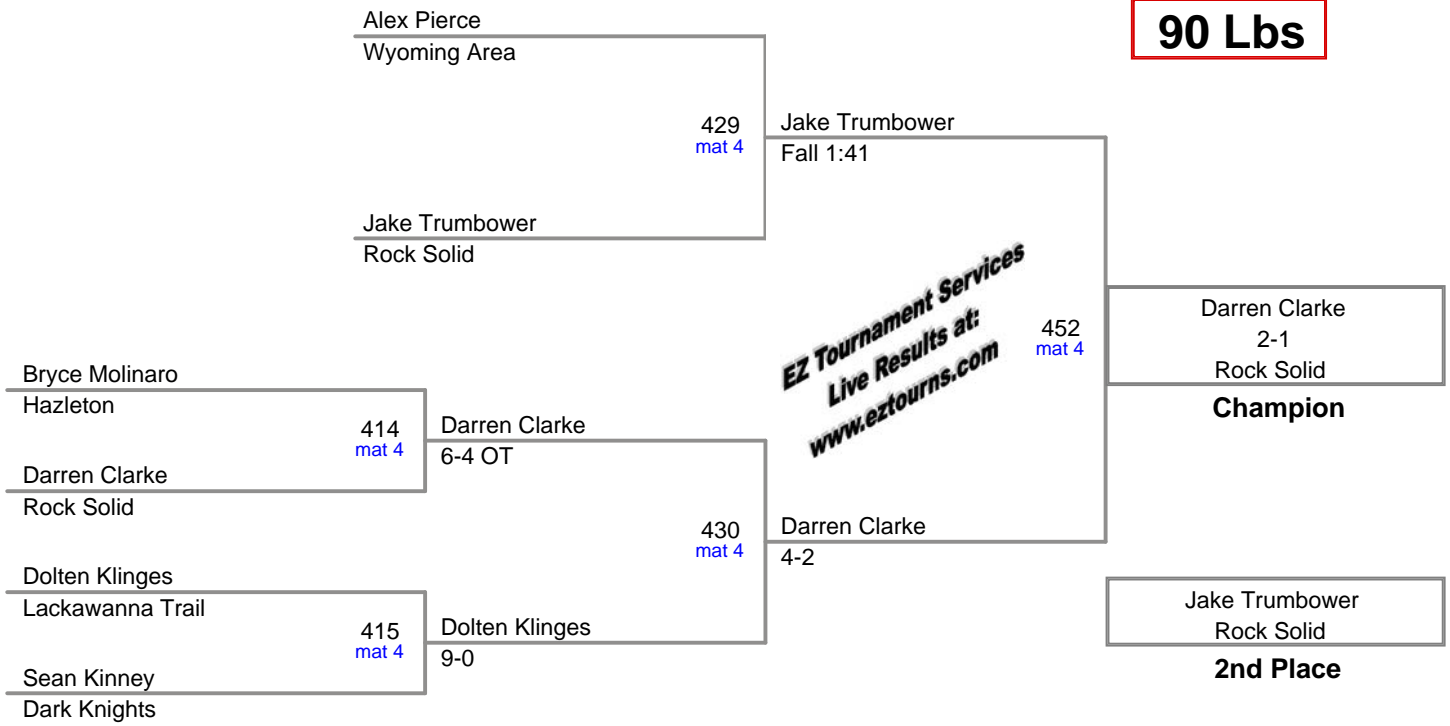 90 Lbs
Alex Pierce
Wyoming Area
429
mat 4
Jake Trumbower
Fall 1:41
Jake Trumbower
Rock Solid
EZ Tournament Services
Live Results at:
www.eztourns.com
452
mat 4
Darren Clarke
2-1
Rock Solid
Champion
Bryce Molinaro
Hazleton
414
mat 4
Darren Clarke
6-4 OT
Darren Clarke
Rock Solid
430
mat 4
Darren Clarke
4-2
Dolten Klinges
Lackawanna Trail
415
mat 4
Dolten Klinges
9-0
Sean Kinney
Dark Knights
Jake Trumbower
Rock Solid
2nd Place